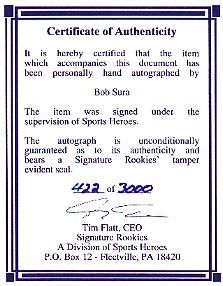 Certificate of Authenticity
It is hereby certified that the item
which accompanies this document has
been personally hand autographed by
Bob Sura
The item was signed under the
supervision of Sports Heroes.
The autograph is unconditionally
guaranteed as to its authenticity and
bears a Signature Rookies' tamper
evident seal.
422 of 3000
Tim Flatt, CEO
Signature Rookies
A Division of Sports Heroes
P.O. Box 12 - Fleetville, PA 18420